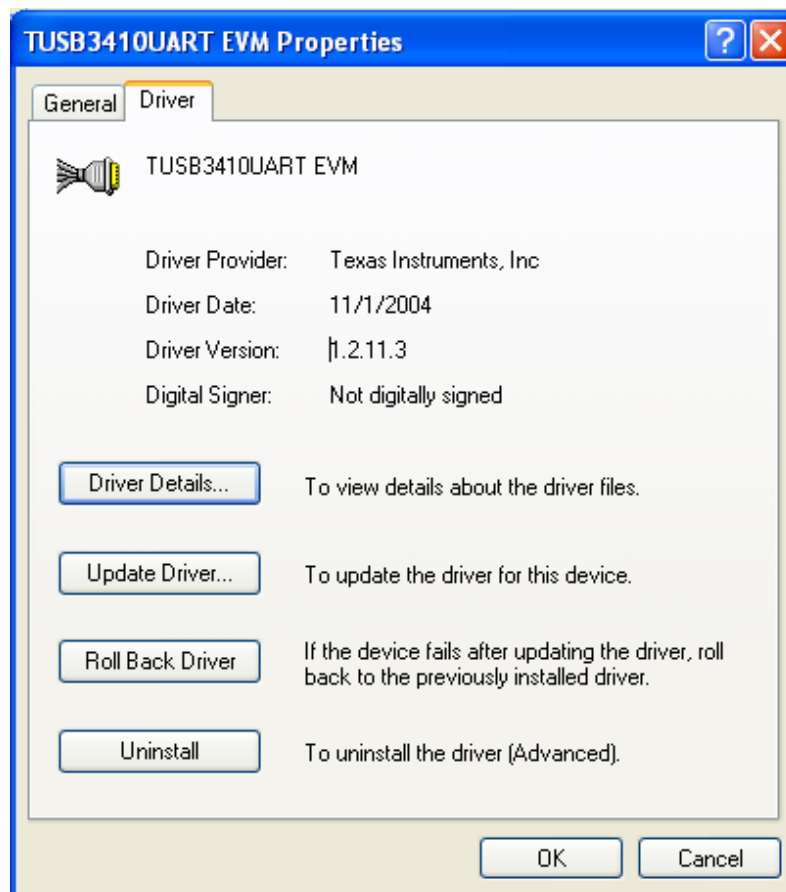 TUSB3410UART EVM Properties
?
General
Driver
TUSB3410UART EVM
Driver Provider: Texas Instruments, Inc
Driver Date: 11/1/2004
Driver Version: 1.2.11.3
Digital Signer: Not digitally signed
Driver Details... To view details about the driver files.
Update Driver... To update the driver for this device.
Roll Back Driver If the device fails after updating the driver, roll
back to the previously installed driver.
Uninstall To uninstall the driver (Advanced).
OK Cancel